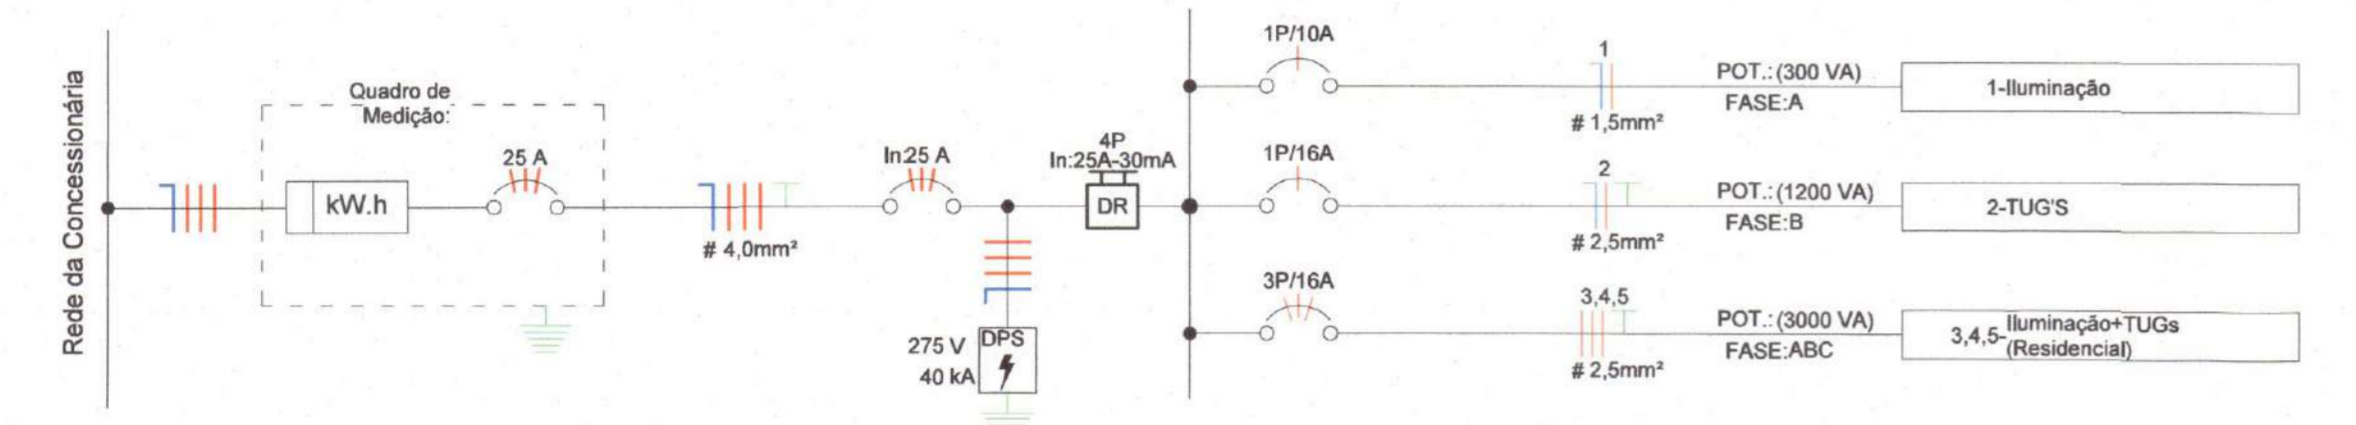 Rede da Concessionária
Quadro de
Medição:
kW.h
25 A
# 4,0mm²
In:25 A
275 V
40 kA
DPS
4P
In:25A-30mA
DR
1P/10A
1
# 1,5mm²
POT.: (300 VA)
FASE:A
1-Iluminação
1P/16A
2
# 2,5mm²
POT.: (1200 VA)
FASE:B
2-TUG'S
3P/16A
3,4,5
# 2,5mm²
POT.: (3000 VA)
FASE:ABC
3,4,5-Iluminação+TUGs
(Residencial)